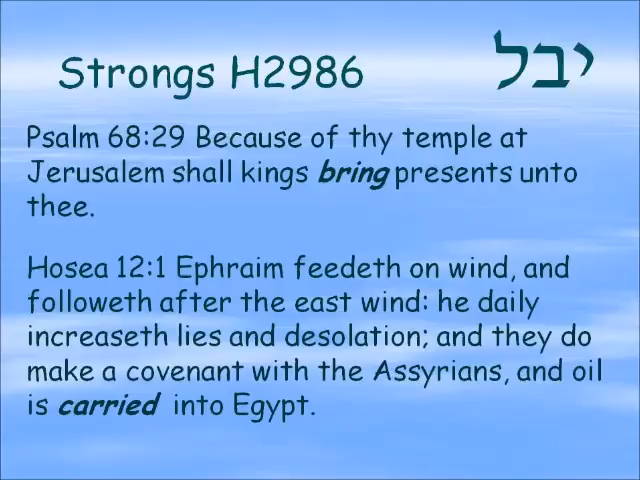 Strongs H2986 יבל
Psalm 68:29 Because of thy temple at
Jerusalem shall kings bring presents unto
thee.
Hosea 12:1 Ephraim feedeth on wind, and
followeth after the east wind: he daily
increaseth lies and desolation; and they do
make a covenant with the Assyrians, and oil
is carried into Egypt.